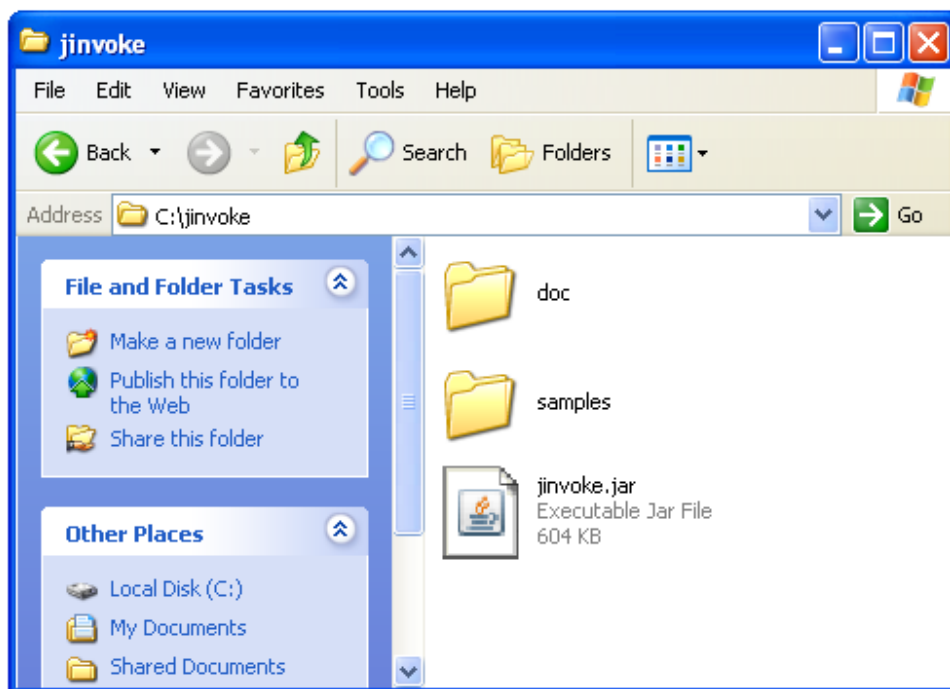 jinvoke
File Edit View Favorites Tools Help
Back Search Folders
Address C:\jinvoke Go
File and Folder Tasks
Make a new folder
Publish this folder to
the Web
Share this folder
Other Places
Local Disk (C:)
My Documents
Shared Documents
doc
samples
jinvoke.jar
Executable Jar File
604 KB